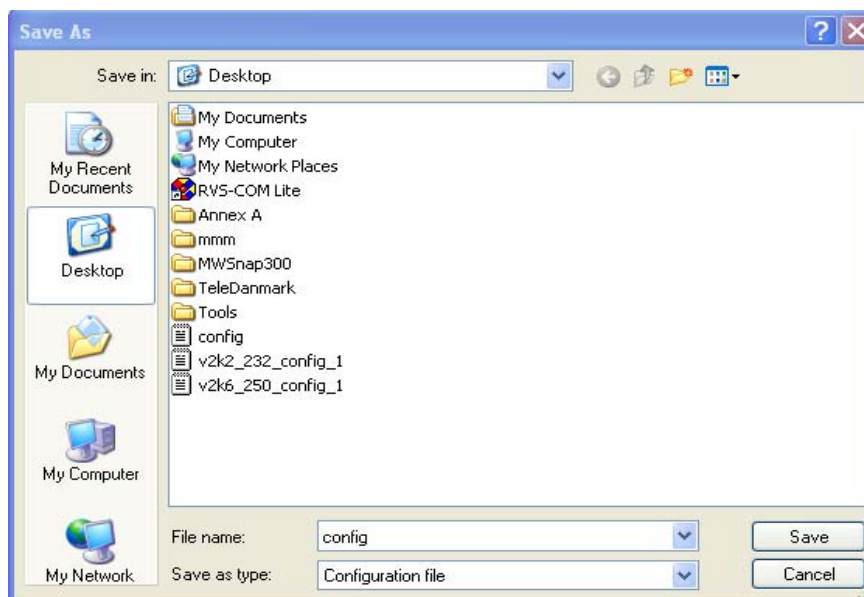 Save As
Save in:
Desktop
My Recent
Documents
Desktop
My Documents
My Computer
My Network
My Documents
My Computer
My Network Places
RVS-COM Lite
Annex A
mmm
MWSnap300
TeleDanmark
Tools
config
v2k2_232_config_1
v2k6_250_config_1
File name:
config
Save
Save as type:
Configuration file
Cancel